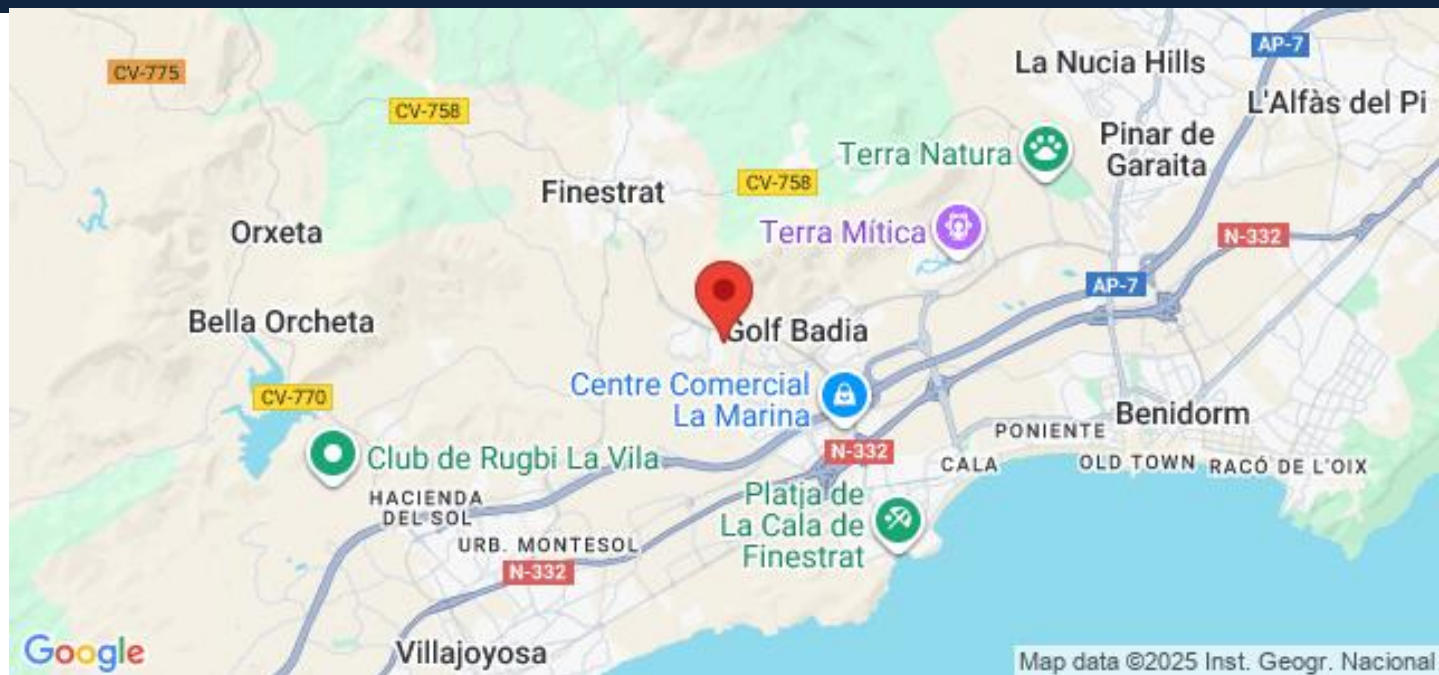 AP-7
La Nucia Hills
CV-775
L'Alfàs del Pi
CV-758
Pinar de
Garaita
Terra Natura
CV-758
Finestrat
Orxeta
Terra Mítica
N-332
AP-7
Bella Orcheta
Golf Badia
Centre Comercial
La Marina
CV-770
Benidorm
PONIENTE
N-332
Club de Rugbi La Vila
CALA
OLD TOWN
RACÓ DE L'OIX
HACIENDA
DEL SOL
Platja de
La Cala de
Finestrat
URB. MONTESOL
N-332
Google
Villajoyosa
Map data ©2025 Inst. Geogr. Nacional